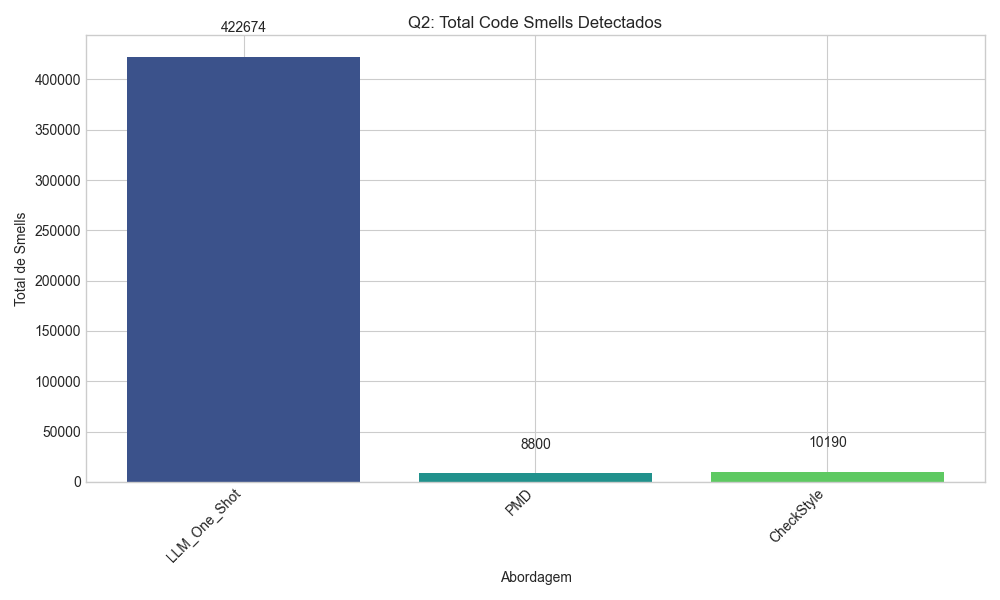 Q2: Total Code Smells Detectados
422674
400000
350000
300000
250000
200000
150000
100000
50000
0
Total de Smells
8800
10190
LLM_One_Shot
PMD
CheckStyle
Abordagem